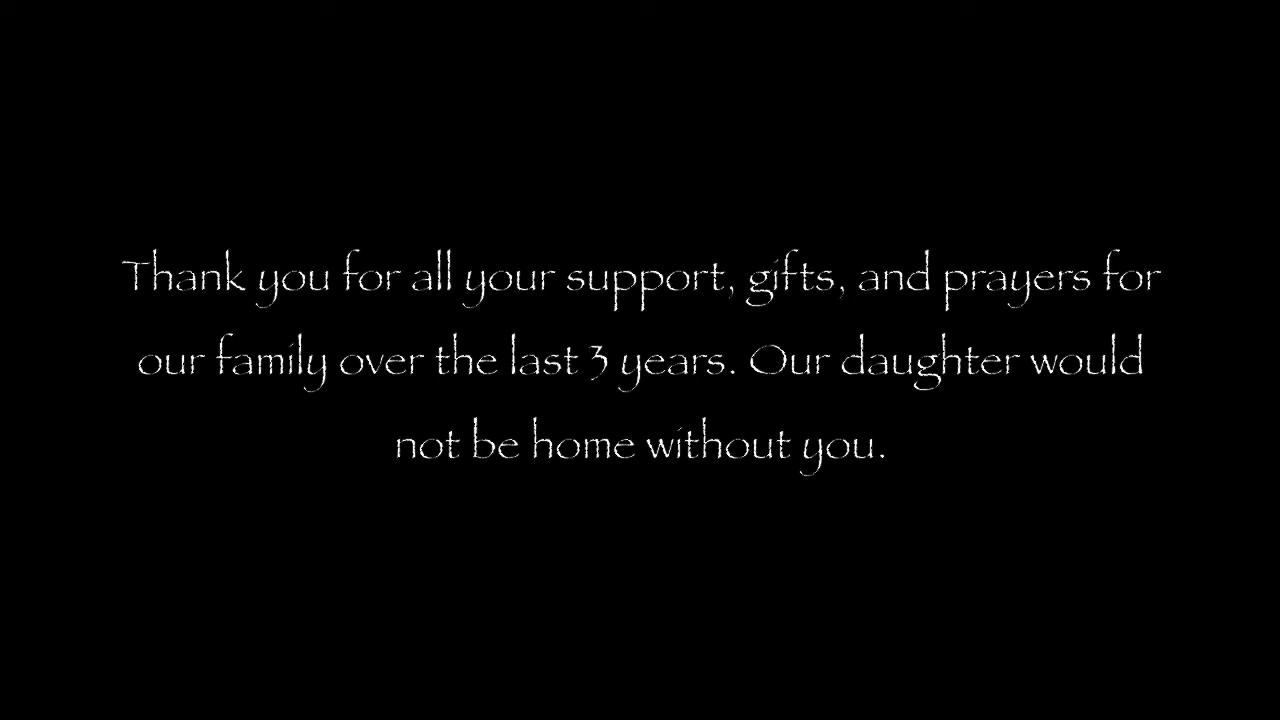 Thank you for all your support, gifts, and prayers for
our family over the last 3 years. Our daughter would
not be home without you.